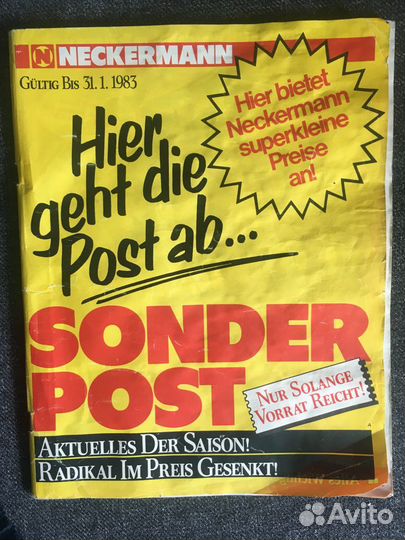 N NECKERMANN
GÜLTIG BIS 31.1.1983
Hier bietet
Neckermann
superkleine
Preise
an!
Hier
geht die
Post ab...
SONDER
POST
NUR SOLANGE
VORRAT REICHT!
AKTUELLES DER SAISON!
RADIKAL IM PREIS GESENKT!
Avito